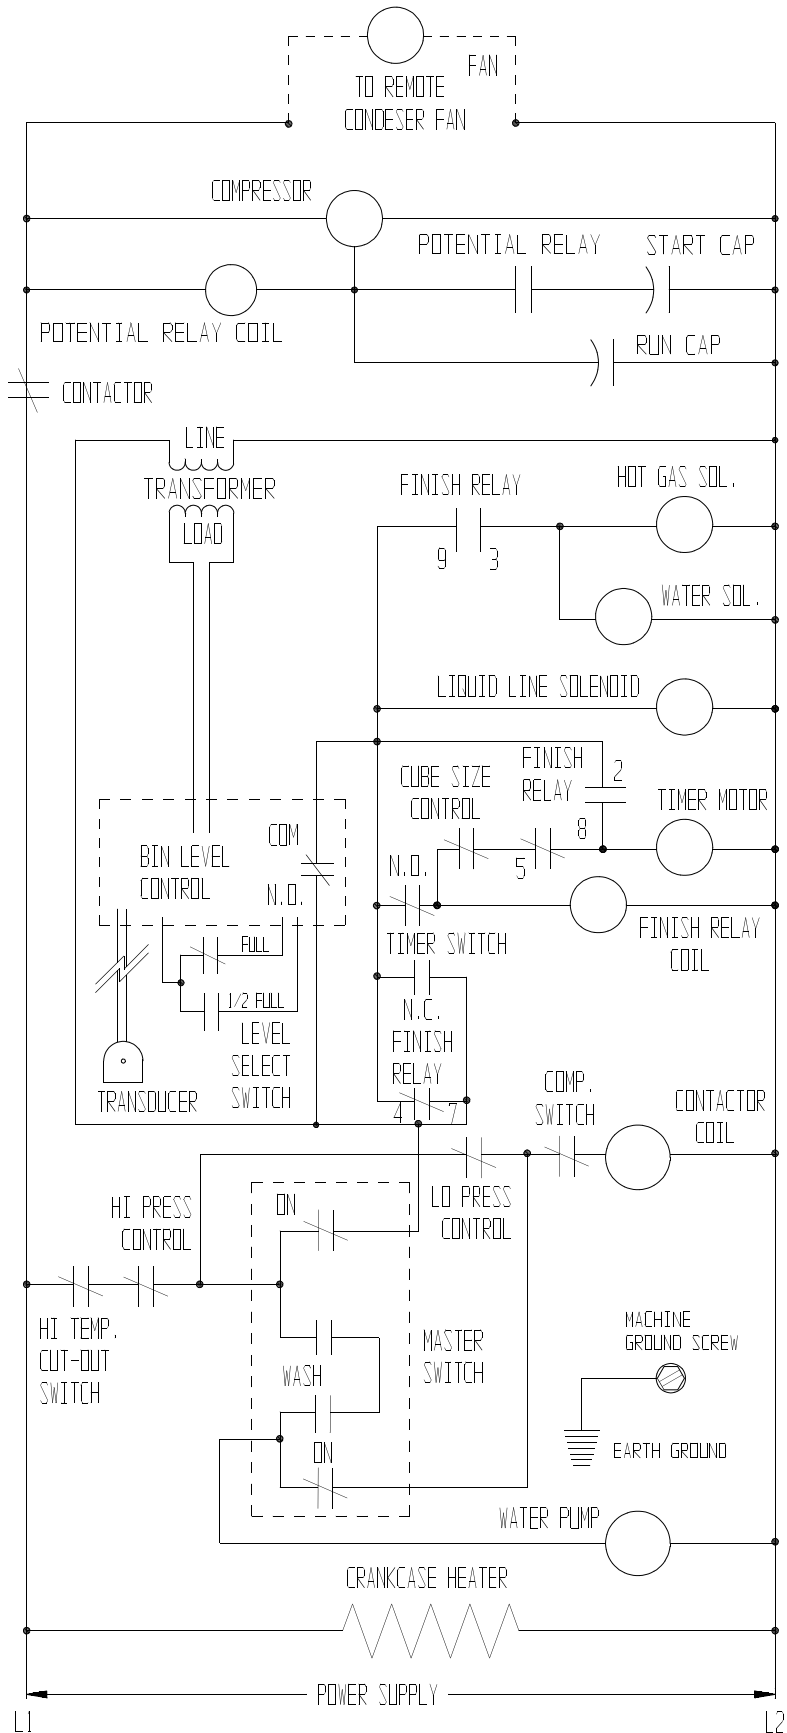 FAN
TO REMOTE
CONDESER FAN
COMPRESSOR
POTENTIAL RELAY
START CAP
POTENTIAL RELAY COIL
RUN CAP
CONTACTOR
LINE
TRANSFORMER
LOAD
FINISH RELAY
HOT GAS SOL.
9
3
WATER SOL.
LIQUID LINE SOLENOID
FINISH
RELAY
2
CUBE SIZE
CONTROL
TIMER MOTOR
8
5
COM
BIN LEVEL
CONTROL
N.O.
N.O.
TIMER SWITCH
FINISH RELAY
COIL
FULL
1/2 FULL
LEVEL
SELECT
SWITCH
N.C.
FINISH
RELAY
4
7
TRANSDUCER
COMP.
SWITCH
CONTACTOR
COIL
LO PRESS
CONTROL
HI PRESS
CONTROL
ON
HI TEMP.
CUT-OUT
SWITCH
WASH
MASTER
SWITCH
MACHINE
GROUND SCREW
ON
EARTH GROUND
WATER PUMP
CRANKCASE HEATER
POWER SUPPLY
L1
L2